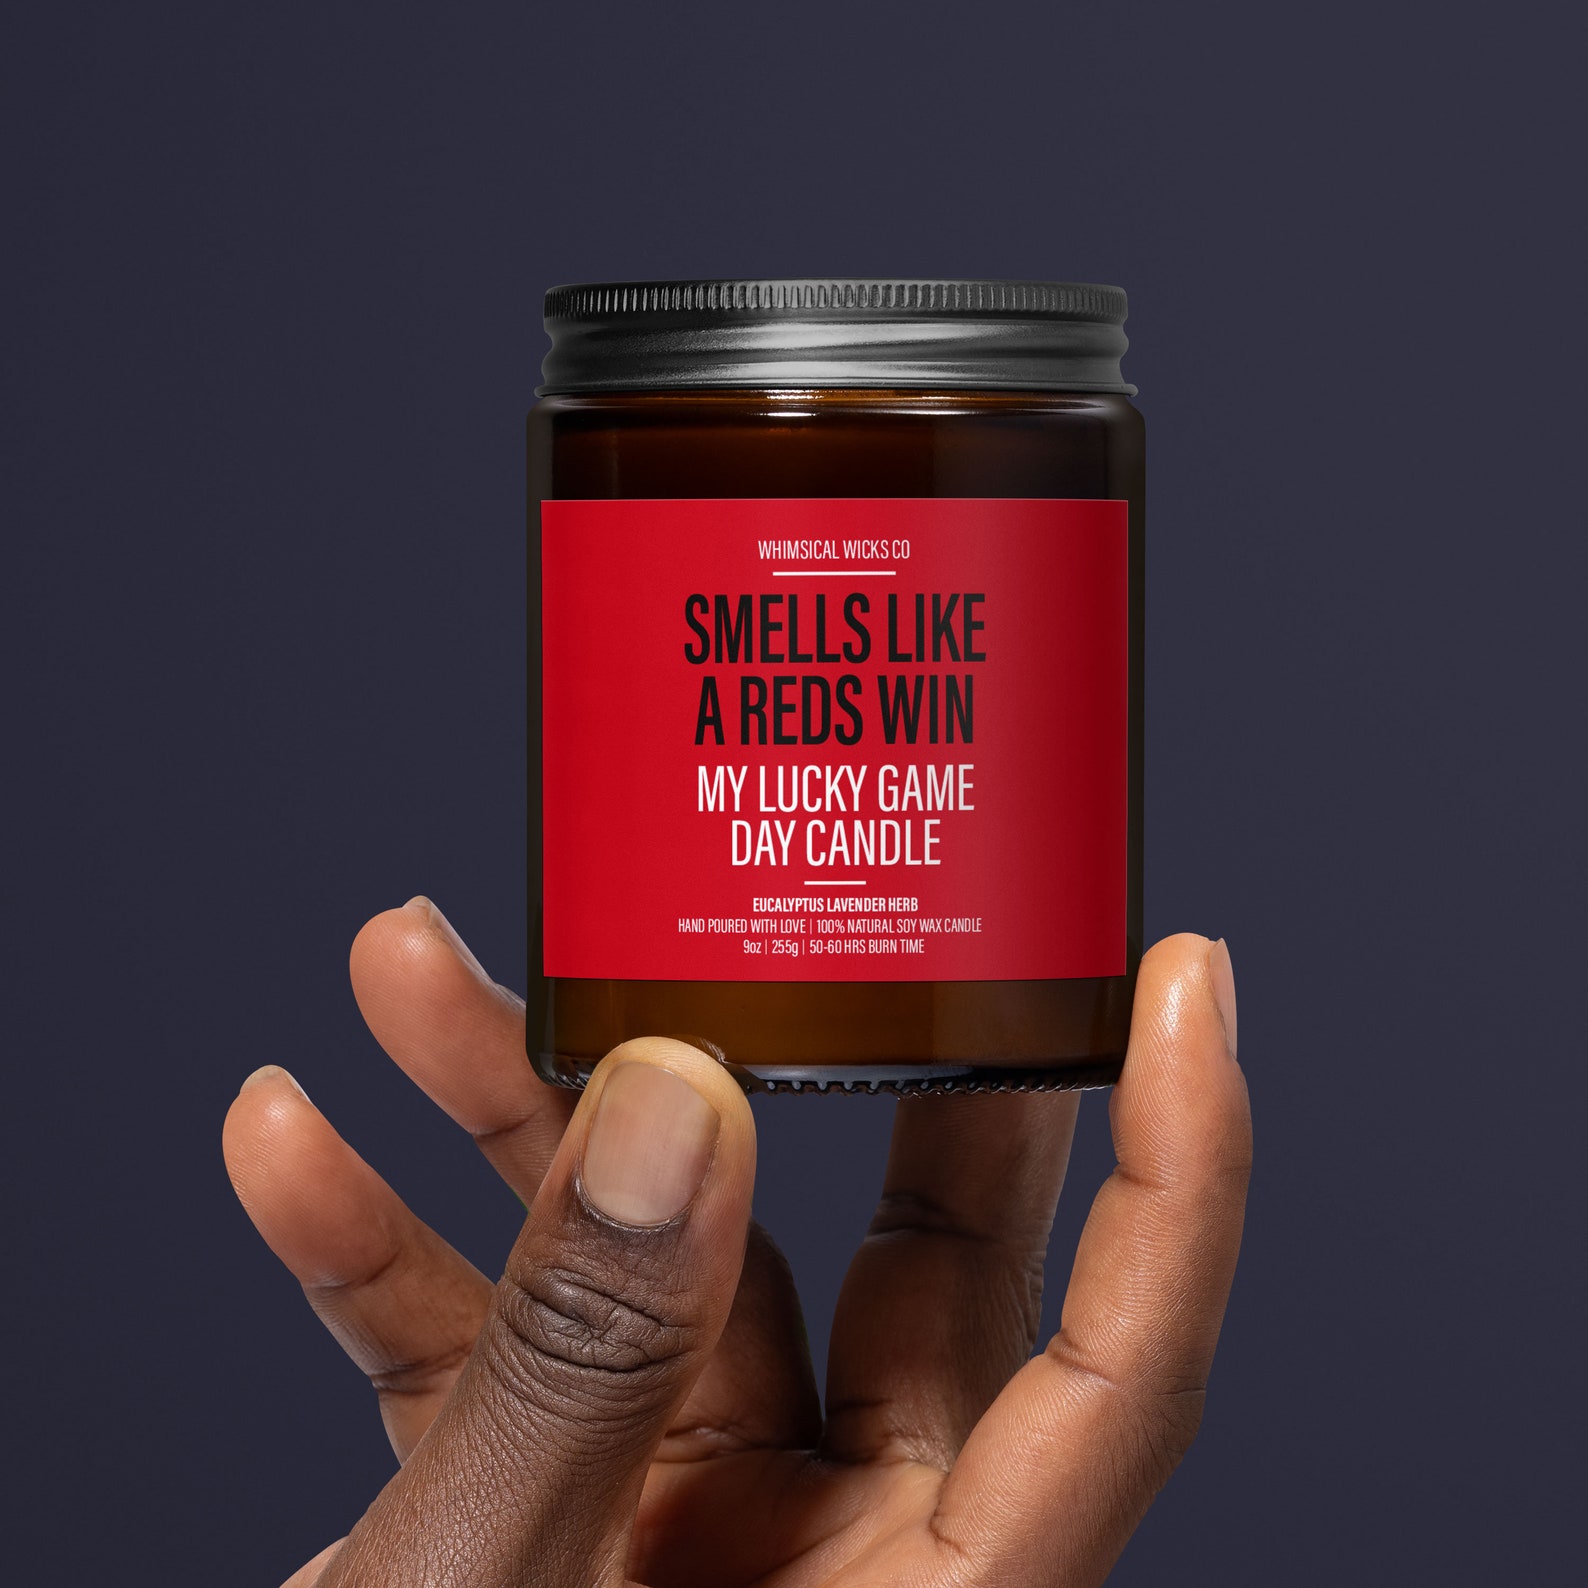 WHIMSICAL WICKS CO
SMELLS LIKE
A REDS WIN
MY LUCKY GAME
DAY CANDLE
EUCALYPTUS LAVENDER HERB
HAND POURED WITH LOVE | 100% NATURAL SOY WAX CANDLE
9oz | 255g | 50-60 HRS BURN TIME